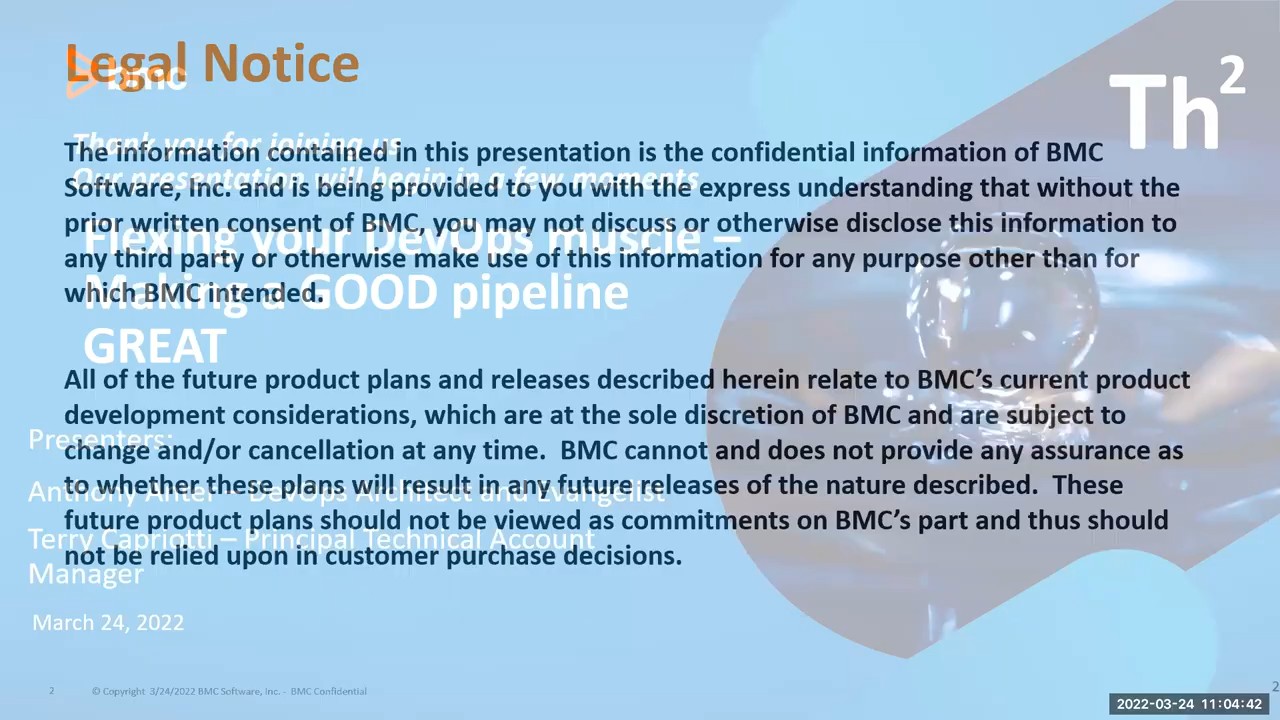 Legal Notice
bmc
Th2
Thank you for joining us
Our presentation will begin in a few moments
Flexing your DevOps muscle –
Making a GOOD pipeline
GREAT
Presenters:
Anthony Anter – DevOps Architect and Evangelist
Terry Capriotti – Principal Technical Account
Manager
March 24, 2022
The information contained in this presentation is the confidential information of BMC
Software, Inc. and is being provided to you with the express understanding that without the
prior written consent of BMC, you may not discuss or otherwise disclose this information to
any third party or otherwise make use of this information for any purpose other than for
which BMC intended.
All of the future product plans and releases described herein relate to BMC’s current product
development considerations, which are at the sole discretion of BMC and are subject to
change and/or cancellation at any time.  BMC cannot and does not provide any assurance as
to whether these plans will result in any future releases of the nature described.  These
future product plans should not be viewed as commitments on BMC’s part and thus should
not be relied upon in customer purchase decisions.
2
© Copyright 3/24/2022 BMC Software, Inc. - BMC Confidential
2
2022-03-24 11:04:42